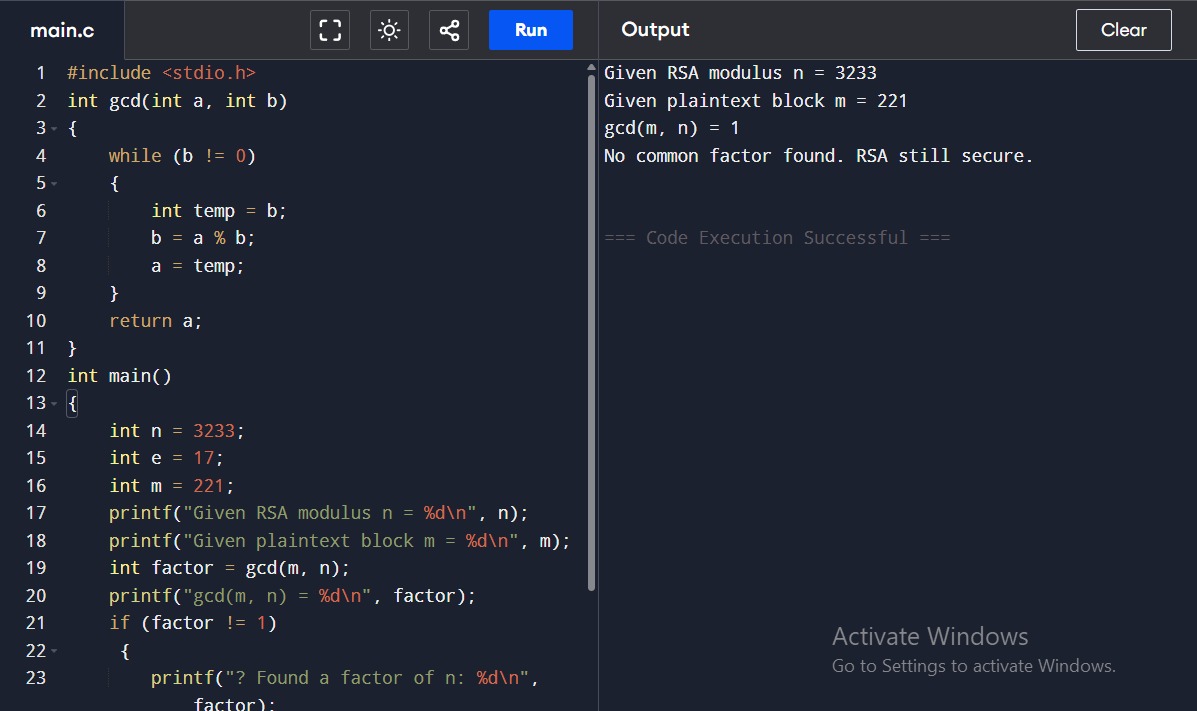 main.c
Run
Output
Clear
1 #include <stdio.h>
2 int gcd(int a, int b)
3 {
4     while (b != 0)
5     {
6         int temp = b;
7         b = a % b;
8         a = temp;
9     }
10     return a;
11 }
12 int main()
13 {
14     int n = 3233;
15     int e = 17;
16     int m = 221;
17     printf("Given RSA modulus n = %d\n", n);
18     printf("Given plaintext block m = %d\n", m);
19     int factor = gcd(m, n);
20     printf("gcd(m, n) = %d\n", factor);
21     if (factor != 1)
22      {
23         printf("? Found a factor of n: %d\n",
            factor);
Given RSA modulus n = 3233
Given plaintext block m = 221
gcd(m, n) = 1
No common factor found. RSA still secure.
=== Code Execution Successful ===
Activate Windows
Go to Settings to activate Windows.